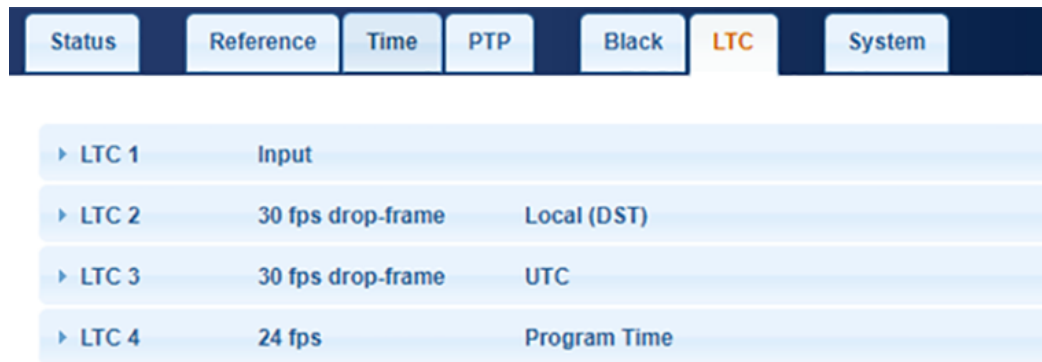 Status Reference Time PTP Black LTC System
LTC 1 Input
LTC 2 30 fps drop-frame Local (DST)
LTC 3 30 fps drop-frame UTC
LTC 4 24 fps Program Time